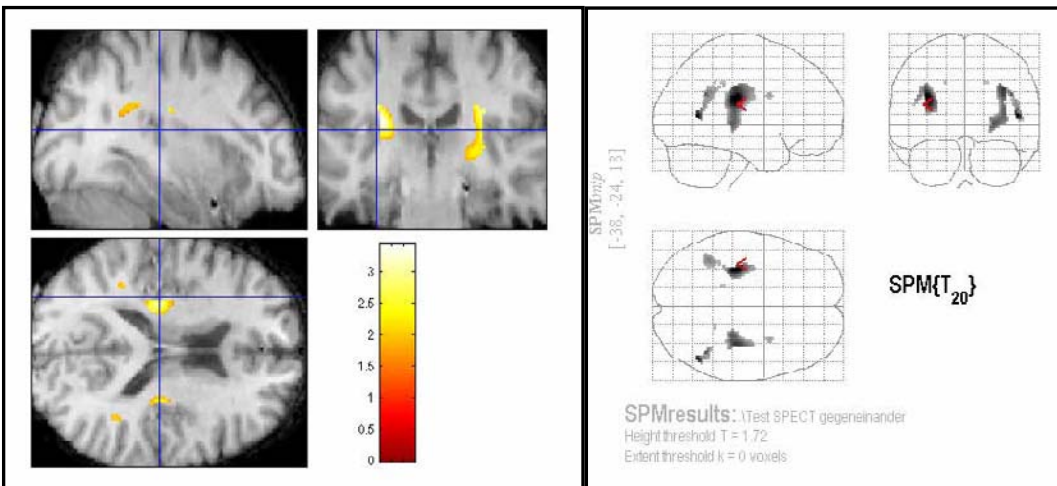 3
2.5
2
1.5
1
0.5
0
SPMmip
[-38, -24, 13]
SPM{T20}
SPMresults: .\Test SPECT gegeneinander
Height threshold T = 1.72
Extent threshold k = 0 voxels